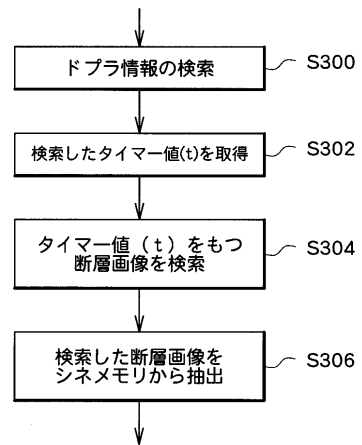 ドプラ情報の検索
S300
検索したタイマー値(t)を取得
S302
タイマー値(t)をもつ
断層画像を検索
S304
検索した断層画像を
シネメモリから抽出
S306